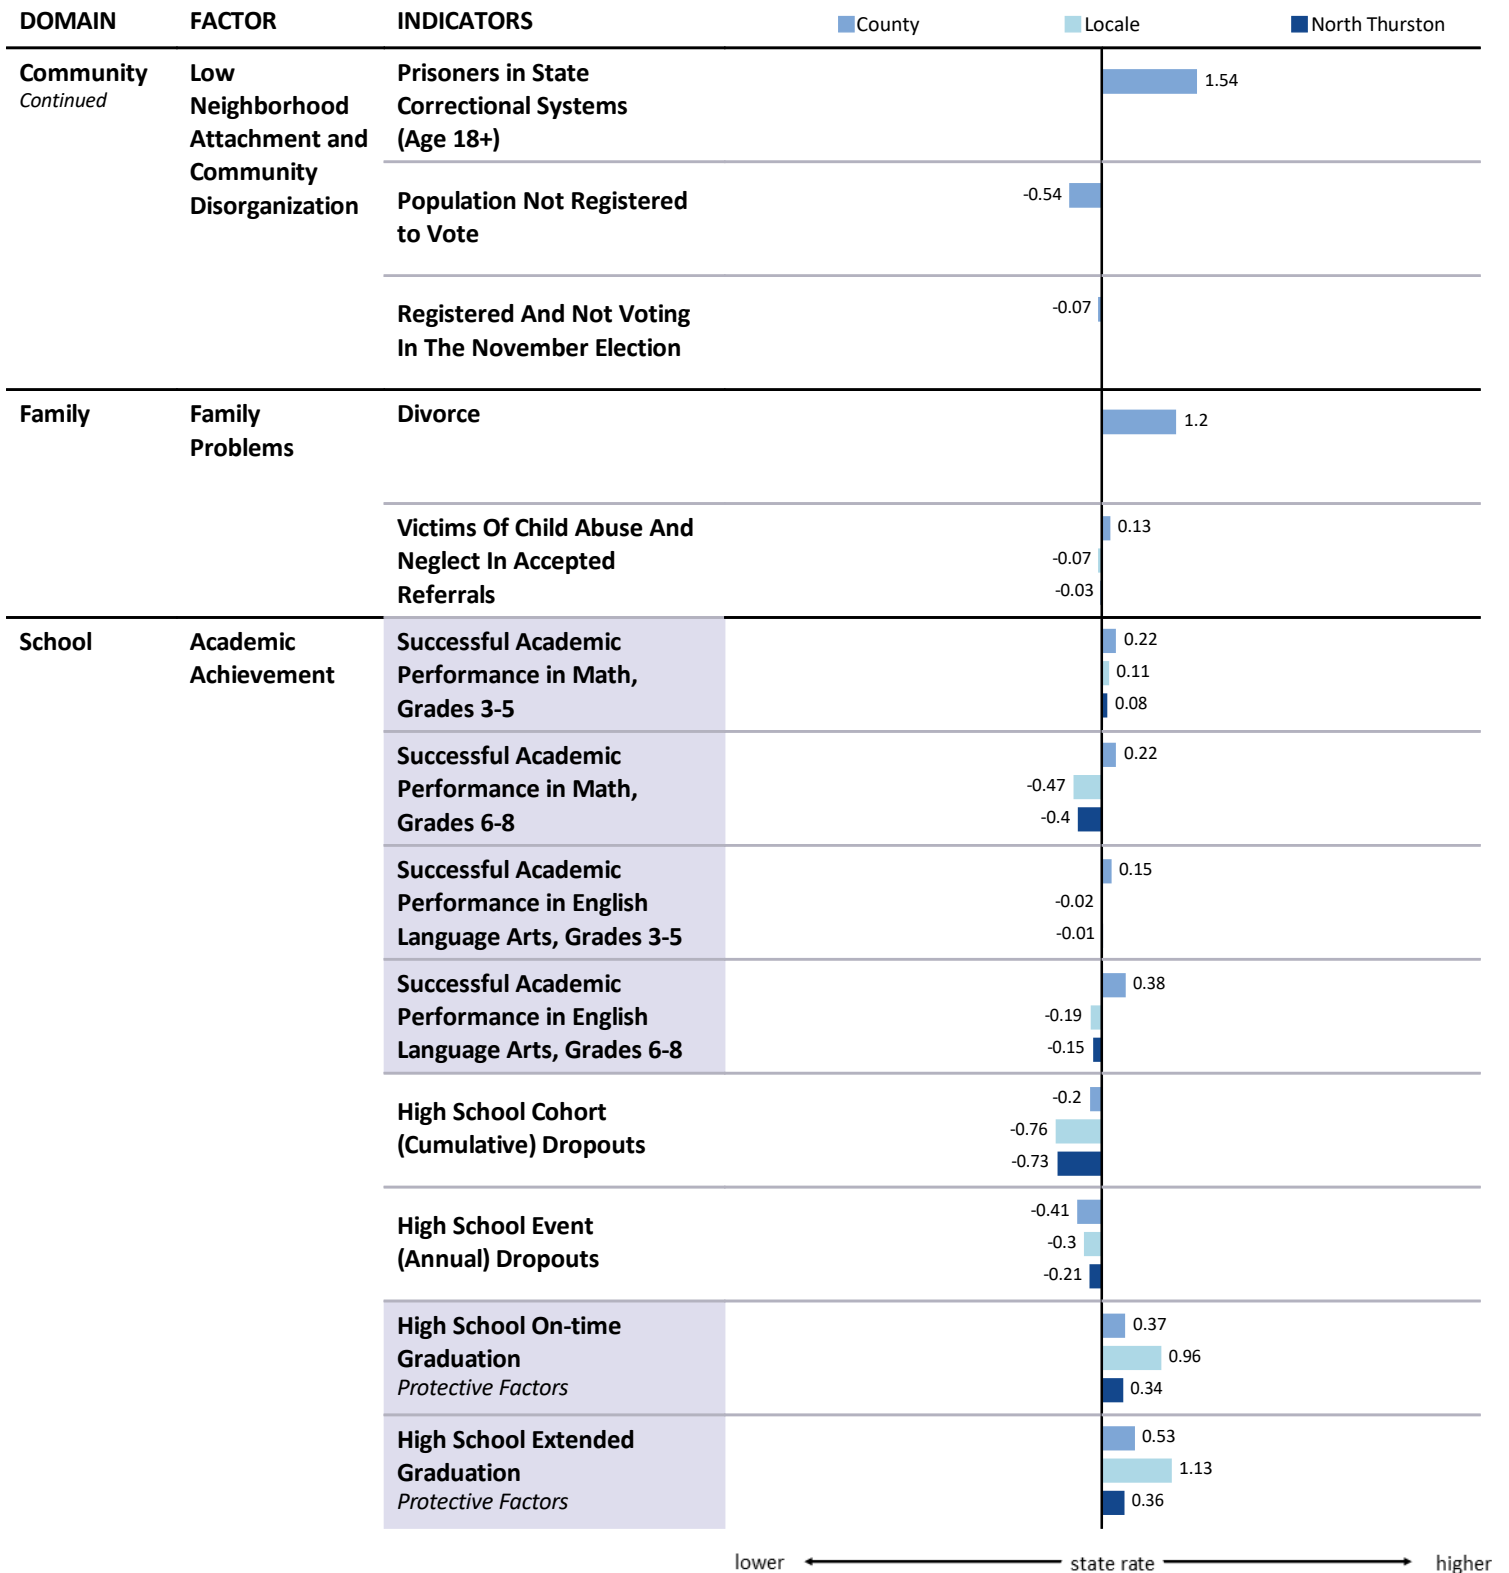 DOMAIN FACTOR INDICATORS County Locale North Thurston
Community
Continued
Low
Neighborhood
Attachment and
Community
Disorganization
Prisoners in State
Correctional Systems
(Age 18+)
1.54
Population Not Registered
to Vote
-0.54
Registered And Not Voting
In The November Election
-0.07
Family
Family
Problems
Divorce
1.2
Victims Of Child Abuse And
Neglect In Accepted
Referrals
0.13
-0.07
-0.03
School
Academic
Achievement
Successful Academic
Performance in Math,
Grades 3-5
0.22
0.11
0.08
Successful Academic
Performance in Math,
Grades 6-8
0.22
-0.47
-0.4
Successful Academic
Performance in English
Language Arts, Grades 3-5
0.15
-0.02
-0.01
Successful Academic
Performance in English
Language Arts, Grades 6-8
0.38
-0.19
-0.15
High School Cohort
(Cumulative) Dropouts
-0.2
-0.76
-0.73
High School Event
(Annual) Dropouts
-0.41
-0.3
-0.21
High School On-time
Graduation
Protective Factors
0.37
0.96
0.34
High School Extended
Graduation
Protective Factors
0.53
1.13
0.36
lower state rate higher